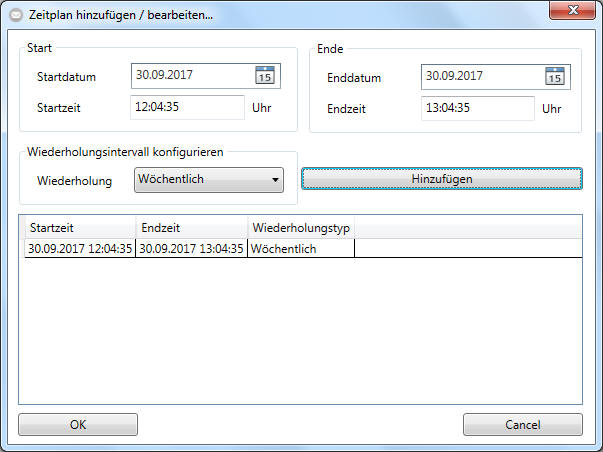 Zeitplan hinzufügen / bearbeiten...
Start
Startdatum 30.09.2017 15
Startzeit 12:04:35 Uhr
Ende
Enddatum 30.09.2017 15
Endzeit 13:04:35 Uhr
Wiederholungsintervall konfigurieren
Wiederholung Wöchentlich
Hinzufügen
Startzeit Endzeit Wiederholungstyp
30.09.2017 12:04:35 30.09.2017 13:04:35 Wöchentlich
OK Cancel